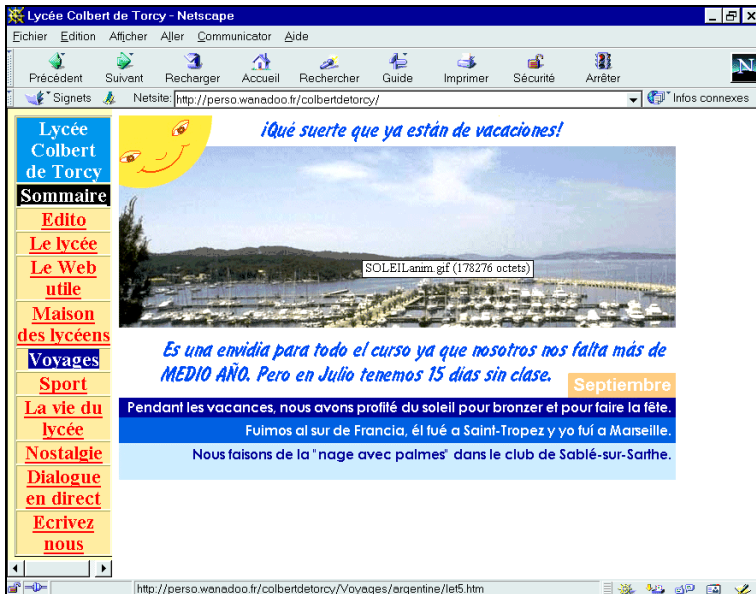 Lycée Colbert de Torcy - Netscape
Fichier Edition Afficher Aller Communicator Aide
Précédent Suivant Recharger Accueil Rechercher Guide Imprimer Sécurité Arrêter
N
Signets Netsite: http://perso.wanadoo.fr/colbertdetorcy/ Infos connexes
Lycée
Colbert
de Torcy
Sommaire
Edito
Le lycée
Le Web
utile
Maison
des lycéens
Voyages
Sport
La vie du
lycée
Nostalgie
Dialogue
en direct
Ecrivez
nous
¡Qué suerte que ya están de vacaciones!
SOLEILanim.gif (178276 octets)
Es una envidia para todo el curso ya que nosotros nos falta más de
MEDIO AÑO. Pero en Julio tenemos 15 días sin clase.
Septiembre
Pendant les vacances, nous avons profité du soleil pour bronzer et pour faire la fête.
Fuimos al sur de Francia, él fué a Saint-Tropez y yo fuí a Marseille.
Nous faisons de la "nage avec palmes" dans le club de Sablé-sur-Sarthe.
http://perso.wanadoo.fr/colbertdetorcy/Voyages/argentine/let5.htm